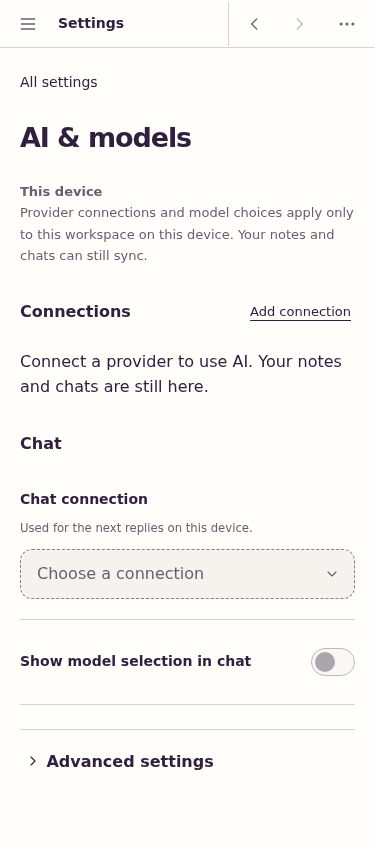 Settings
All settings
AI & models
This device
Provider connections and model choices apply only
to this workspace on this device. Your notes and
chats can still sync.
Connections
Add connection
Connect a provider to use AI. Your notes
and chats are still here.
Chat
Chat connection
Used for the next replies on this device.
Choose a connection
Show model selection in chat
Advanced settings